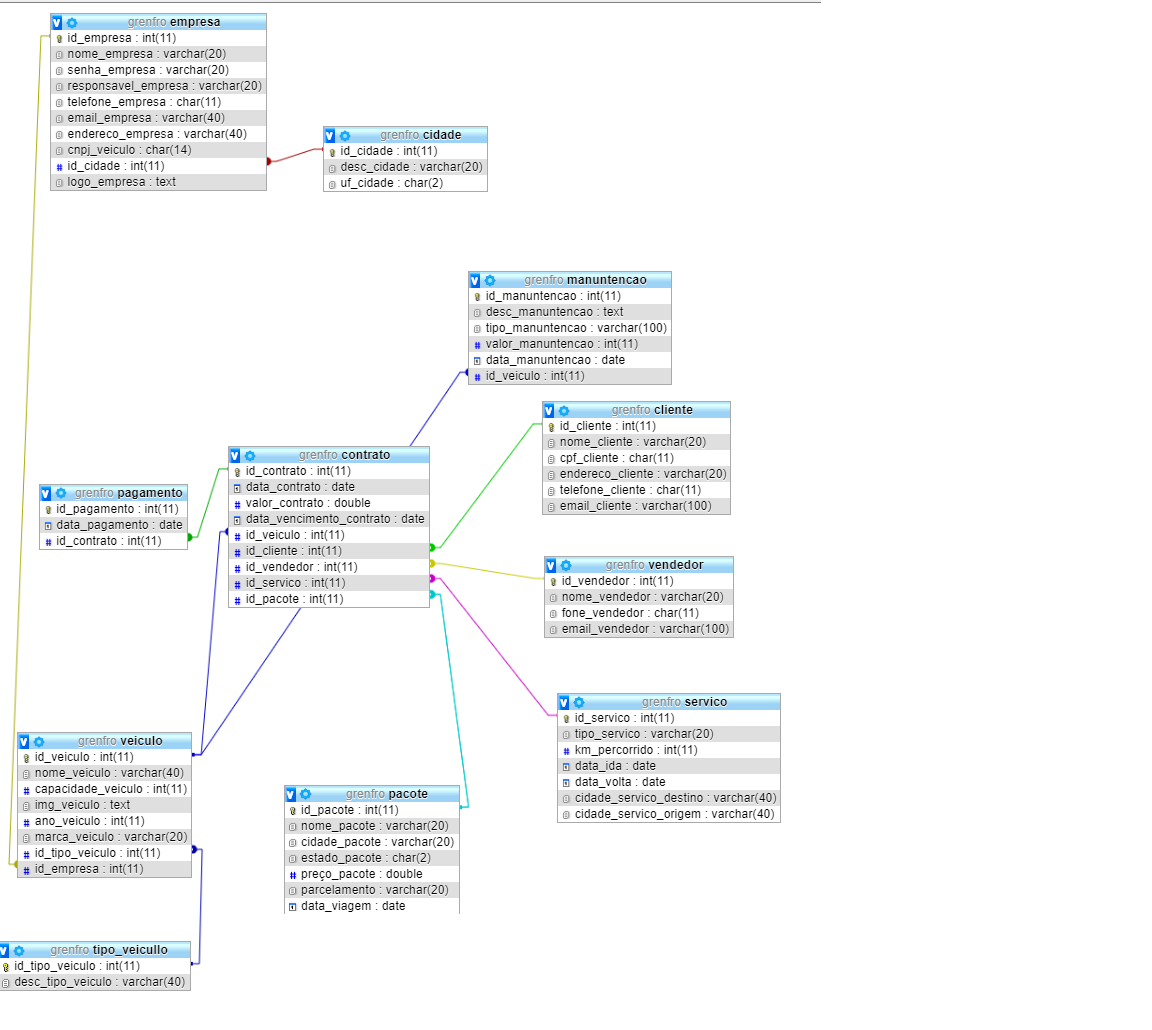 grenfro empresa
id_empresa : int(11)
nome_empresa : varchar(20)
senha_empresa : varchar(20)
responsavel_empresa : varchar(20)
telefone_empresa : char(11)
email_empresa : varchar(40)
endereco_empresa : varchar(40)
cnpj_veiculo : char(14)
id_cidade : int(11)
logo_empresa : text
grenfro cidade
id_cidade : int(11)
desc_cidade : varchar(20)
uf_cidade : char(2)
grenfro manuntencao
id_manuntencao : int(11)
desc_manuntencao : text
tipo_manuntencao : varchar(100)
valor_manuntencao : int(11)
data_manuntencao : date
id_veiculo : int(11)
grenfro cliente
id_cliente : int(11)
nome_cliente : varchar(20)
cpf_cliente : char(11)
endereco_cliente : varchar(20)
telefone_cliente : char(11)
email_cliente : varchar(100)
grenfro contrato
id_contrato : int(11)
data_contrato : date
valor_contrato : double
data_vencimento_contrato : date
id_veiculo : int(11)
id_cliente : int(11)
id_vendedor : int(11)
id_servico : int(11)
id_pacote : int(11)
grenfro pagamento
id_pagamento : int(11)
data_pagamento : date
id_contrato : int(11)
grenfro vendedor
id_vendedor : int(11)
nome_vendedor : varchar(20)
fone_vendedor : char(11)
email_vendedor : varchar(100)
grenfro servico
id_servico : int(11)
tipo_servico : varchar(20)
km_percorrido : int(11)
data_ida : date
data_volta : date
cidade_servico_destino : varchar(40)
cidade_servico_origem : varchar(40)
grenfro veiculo
id_veiculo : int(11)
nome_veiculo : varchar(40)
capacidade_veiculo : int(11)
img_veiculo : text
ano_veiculo : int(11)
marca_veiculo : varchar(20)
id_tipo_veiculo : int(11)
id_empresa : int(11)
grenfro pacote
id_pacote : int(11)
nome_pacote : varchar(20)
cidade_pacote : varchar(20)
estado_pacote : char(2)
preço_pacote : double
parcelamento : varchar(20)
data_viagem : date
grenfro tipo_veicullo
id_tipo_veiculo : int(11)
desc_tipo_veiculo : varchar(40)